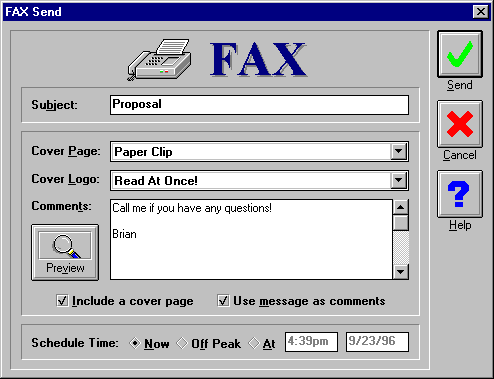 FAX Send
FAX
Send
Subject: Proposal
Cancel
Cover Page: Paper Clip
Cover Logo: Read At Once!
Comments: Call me if you have any questions!
Brian
Help
Preview
Include a cover page Use message as comments
Schedule Time: Now Off Peak At 4:39pm 9/23/96